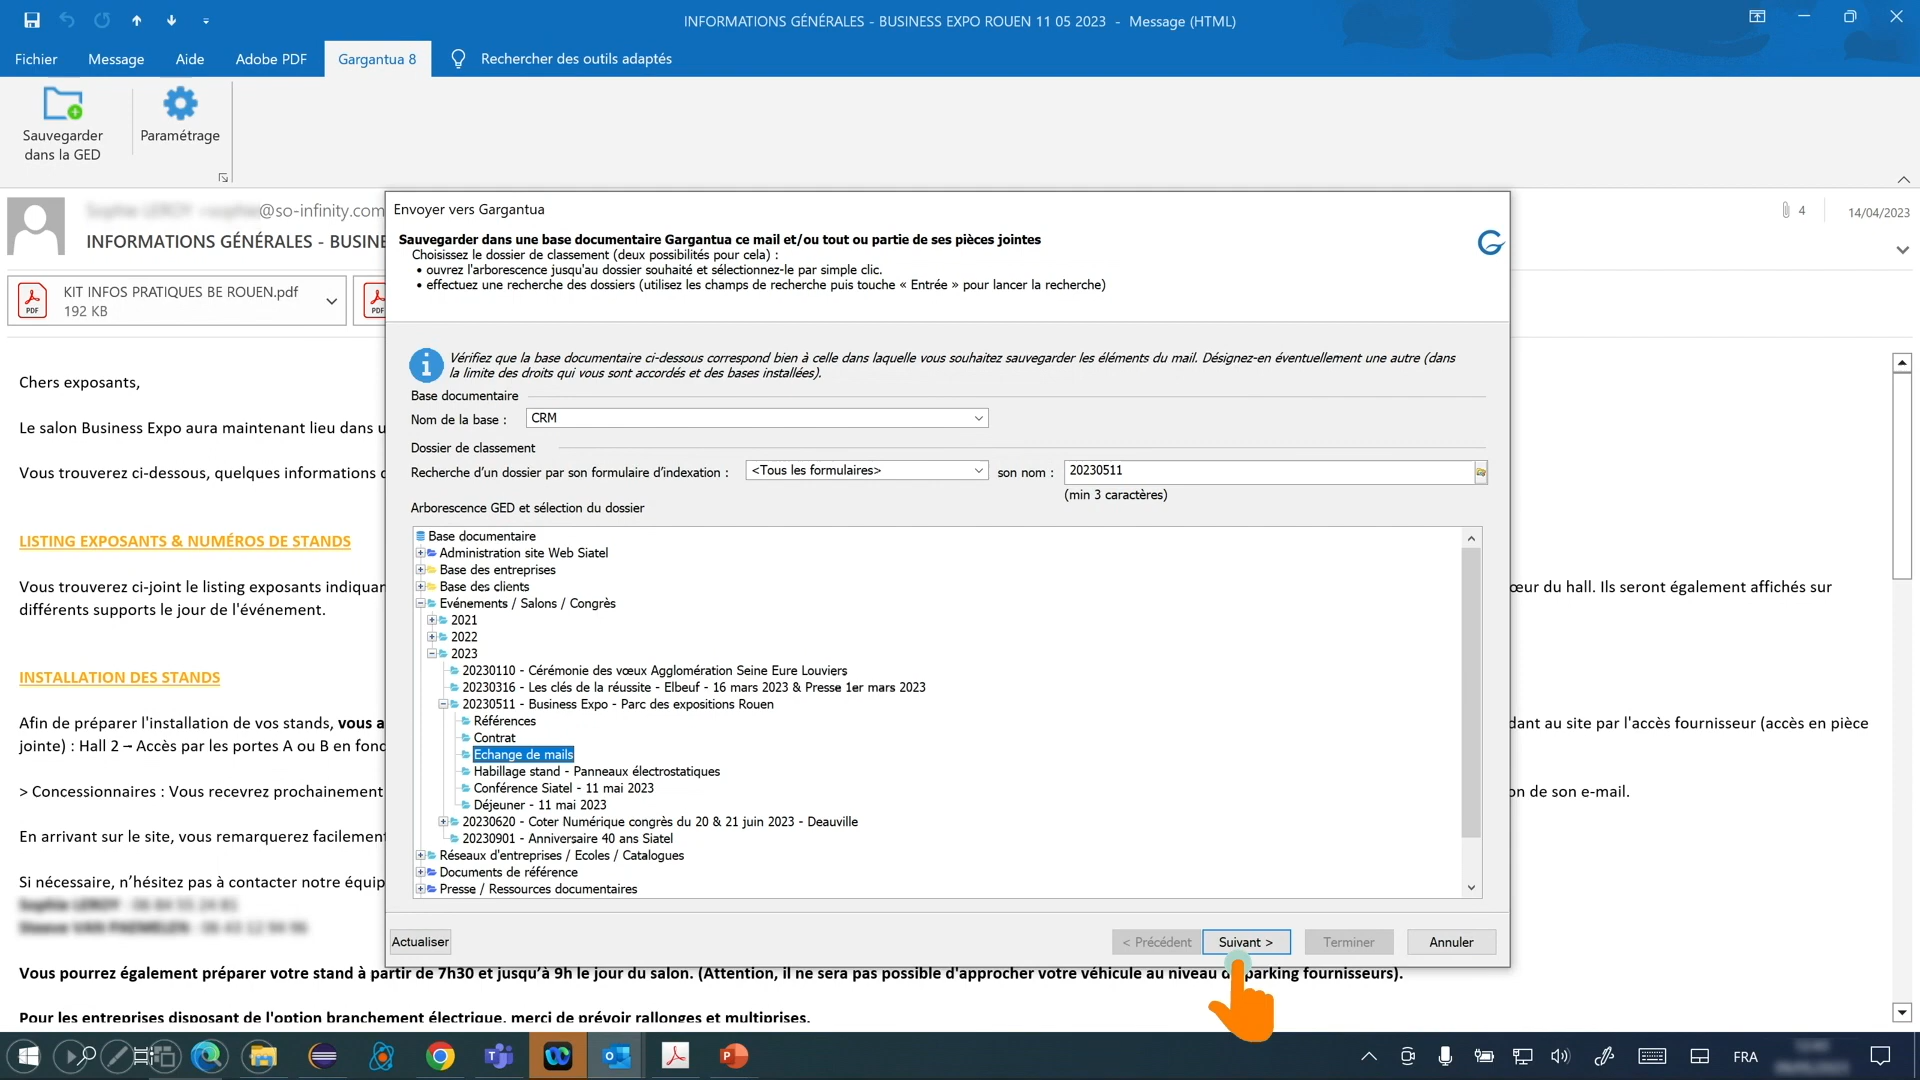 INFORMATIONS GÉNÉRALES - BUSINESS EXPO ROUEN 11 05 2023 - Message (HTML)
Fichier
Message
Aide
Adobe PDF
Gargantua 8
Rechercher des outils adaptés
Sauvegarder
dans la GED
Paramétrage
@so-infinity.com
4
14/04/2023
INFORMATIONS GÉNÉRALES - BUSINE
KIT INFOS PRATIQUES BE ROUEN.pdf
192 KB
PDF
PDF
Chers exposants,
Le salon Business Expo aura maintenant lieu dans u
Vous trouverez ci-dessous, quelques informations d
LISTING EXPOSANTS & NUMÉROS DE STANDS
Vous trouverez ci-joint le listing exposants indiquan
œur du hall. Ils seront également affichés sur
différents supports le jour de l'événement.
INSTALLATION DES STANDS
Afin de préparer l'installation de vos stands, vous a
dant au site par l'accès fournisseur (accès en pièce
jointe) : Hall 2 → Accès par les portes A ou B en fond
> Concessionnaires : Vous recevrez prochainement
on de son e-mail.
En arrivant sur le site, vous remarquerez facilement
Si nécessaire, n’hésitez pas à contacter notre équip
Vous pourrez également préparer votre stand à partir de 7h30 et jusqu’à 9h le jour du salon. (Attention, il ne sera pas possible d'approcher votre véhicule au niveau d parking fournisseurs).
Pour les entreprises disposant de l'option branchement électrique, merci de prévoir rallonges et multiprises.
Envoyer vers Gargantua
Sauvegarder dans une base documentaire Gargantua ce mail et/ou tout ou partie de ses pièces jointes
Choisissez le dossier de classement (deux possibilités pour cela) :
• ouvrez l'arborescence jusqu'au dossier souhaité et sélectionnez-le par simple clic.
• effectuez une recherche des dossiers (utilisez les champs de recherche puis touche « Entrée » pour lancer la recherche)
Vérifiez que la base documentaire ci-dessous correspond bien à celle dans laquelle vous souhaitez sauvegarder les éléments du mail. Désignez-en éventuellement une autre (dans
la limite des droits qui vous sont accordés et des bases installées).
Base documentaire
Nom de la base :
CRM
Dossier de classement
Recherche d’un dossier par son formulaire d’indexation :
<Tous les formulaires>
son nom :
20230511
(min 3 caractères)
Arborescence GED et sélection du dossier
Base documentaire
Administration site Web Siatel
Base des entreprises
Base des clients
Evénements / Salons / Congrès
2021
2022
2023
20230110 - Cérémonie des vœux Agglomération Seine Eure Louviers
20230316 - Les clés de la réussite - Elbeuf - 16 mars 2023 & Presse 1er mars 2023
20230511 - Business Expo - Parc des expositions Rouen
Références
Contrat
Echange de mails
Habillage stand - Panneaux électrostatiques
Conférence Siatel - 11 mai 2023
Déjeuner - 11 mai 2023
20230620 - Coter Numérique congrès du 20 & 21 juin 2023 - Deauville
20230901 - Anniversaire 40 ans Siatel
Réseaux d'entreprises / Ecoles / Catalogues
Documents de référence
Presse / Ressources documentaires
Actualiser
< Précédent
Suivant >
Terminer
Annuler
FRA